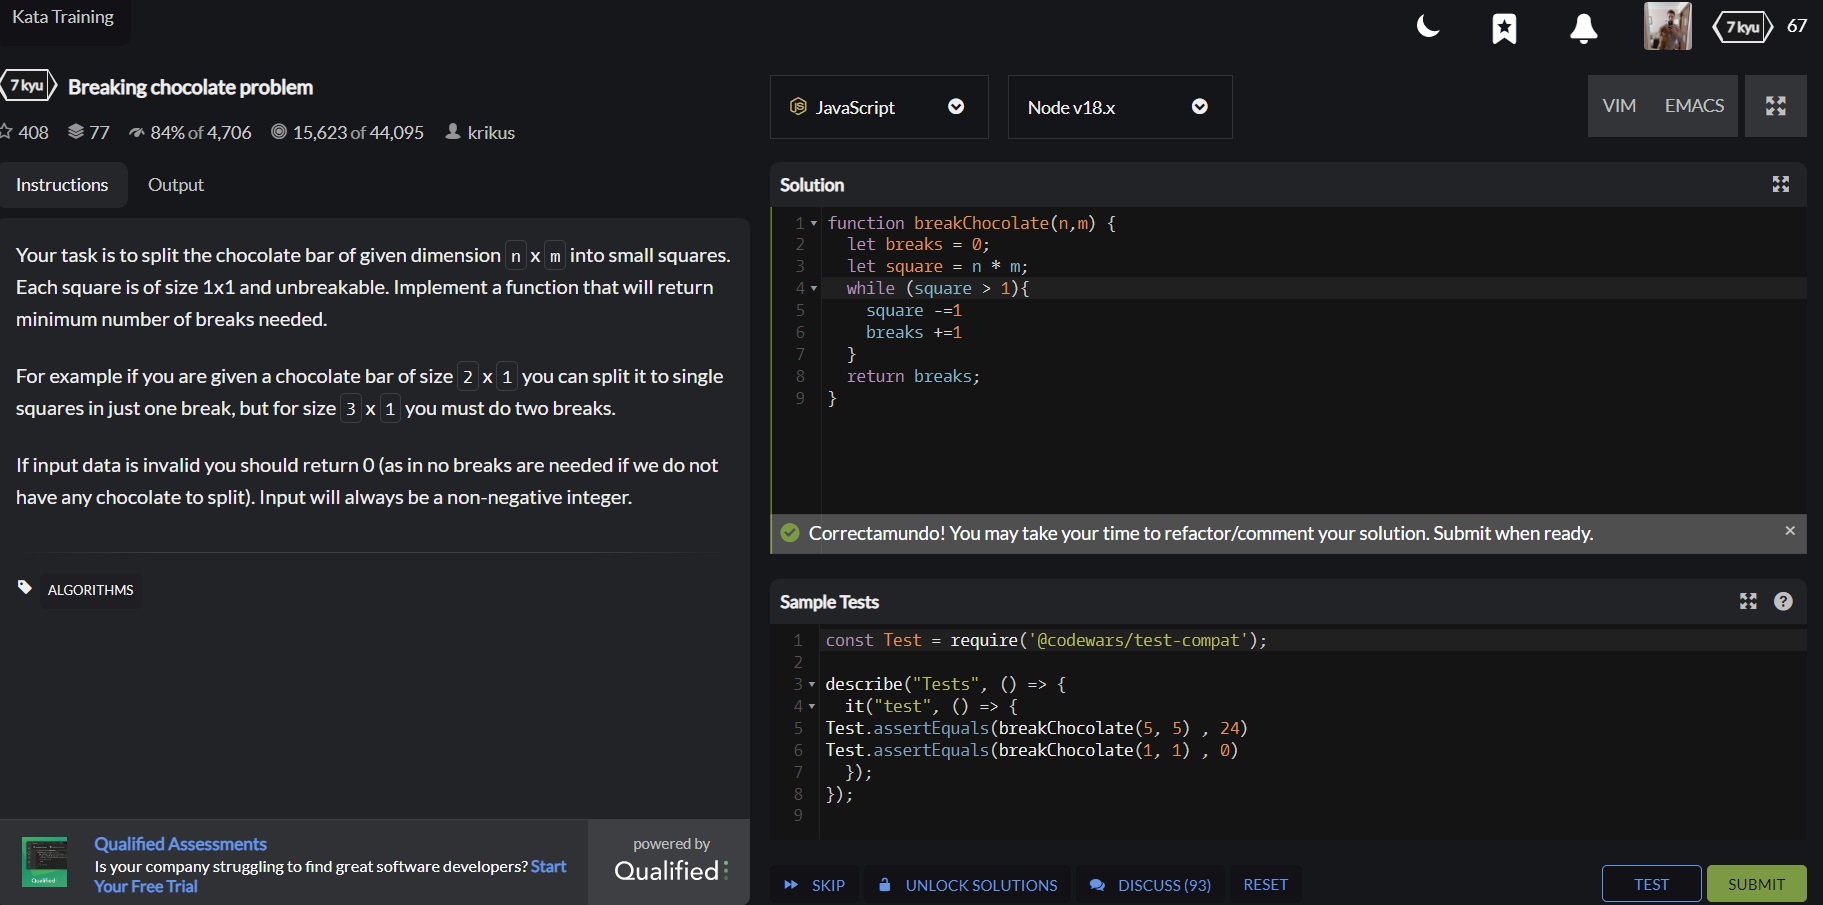 Kata Training
7 kyu
67
7 kyu
Breaking chocolate problem
408
77
84% of 4,706
15,623 of 44,095
krikus
JS JavaScript
Node v18.x
VIM
EMACS
Instructions
Output
Your task is to split the chocolate bar of given dimension n x m into small squares.
Each square is of size 1x1 and unbreakable. Implement a function that will return
minimum number of breaks needed.
For example if you are given a chocolate bar of size 2 x 1 you can split it to single
squares in just one break, but for size 3 x 1 you must do two breaks.
If input data is invalid you should return 0 (as in no breaks are needed if we do not
have any chocolate to split). Input will always be a non-negative integer.
ALGORITHMS
Qualified
Qualified Assessments
Is your company struggling to find great software developers? Start
Your Free Trial
powered by
Qualified
Solution
1 function breakChocolate(n,m) {
2 let breaks = 0;
3 let square = n * m;
4 while (square > 1){
5 square -=1
6 breaks +=1
7 }
8 return breaks;
9 }
Correctamundo! You may take your time to refactor/comment your solution. Submit when ready.
×
Sample Tests
?
1 const Test = require('@codewars/test-compat');
2
3 describe("Tests", () => {
4 it("test", () => {
5 Test.assertEquals(breakChocolate(5, 5) , 24)
6 Test.assertEquals(breakChocolate(1, 1) , 0)
7 });
8 });
9
SKIP
UNLOCK SOLUTIONS
DISCUSS (93)
RESET
TEST
SUBMIT